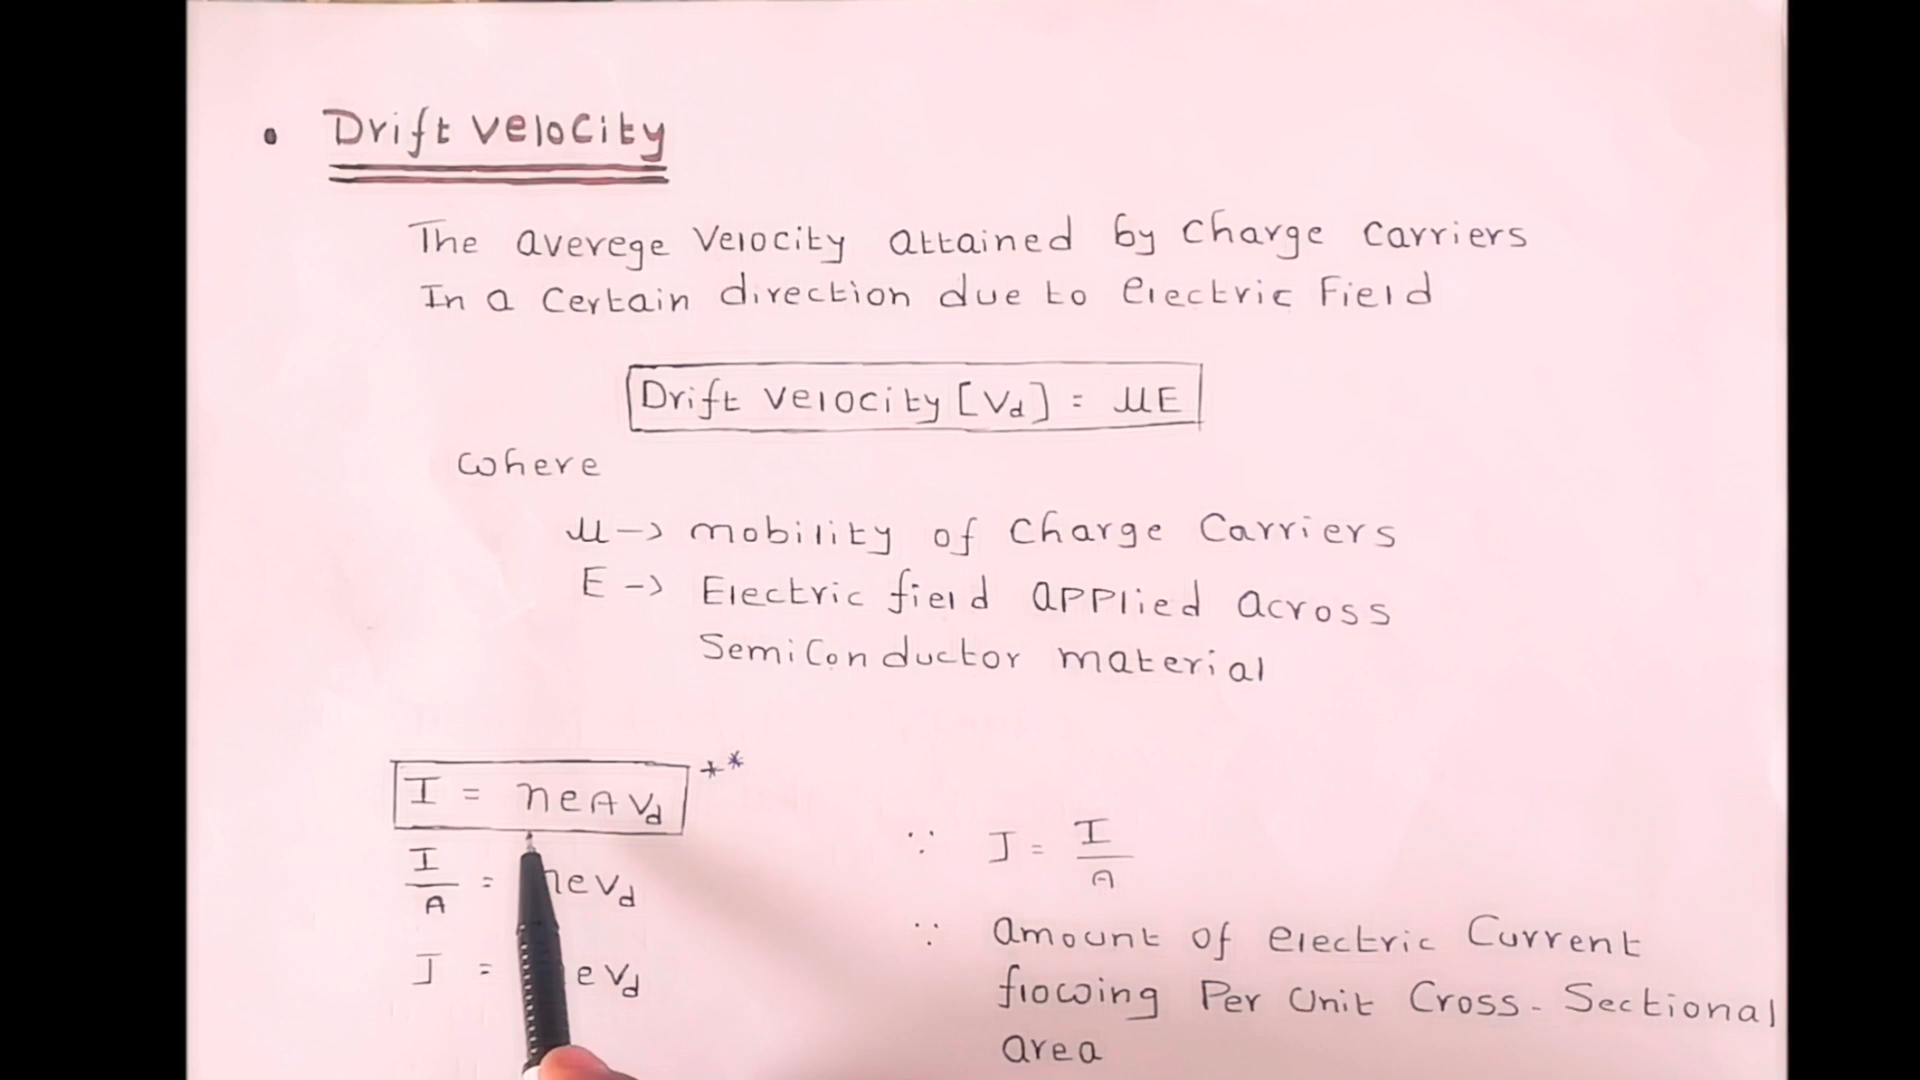 • Drift Velocity
The averege Velocity attained by Charge Carriers
In a Certain direction due to electric Field
Drift Velocity [Vd] = μE
where
μ -> mobility of Charge Carriers
E -> Electric field applied across
SemiConductor material
I = neAVd **
I/A = neVd
J = eVd
∵ J = I/A
∵ amount of electric Current
flowing Per Unit Cross-Sectional
area